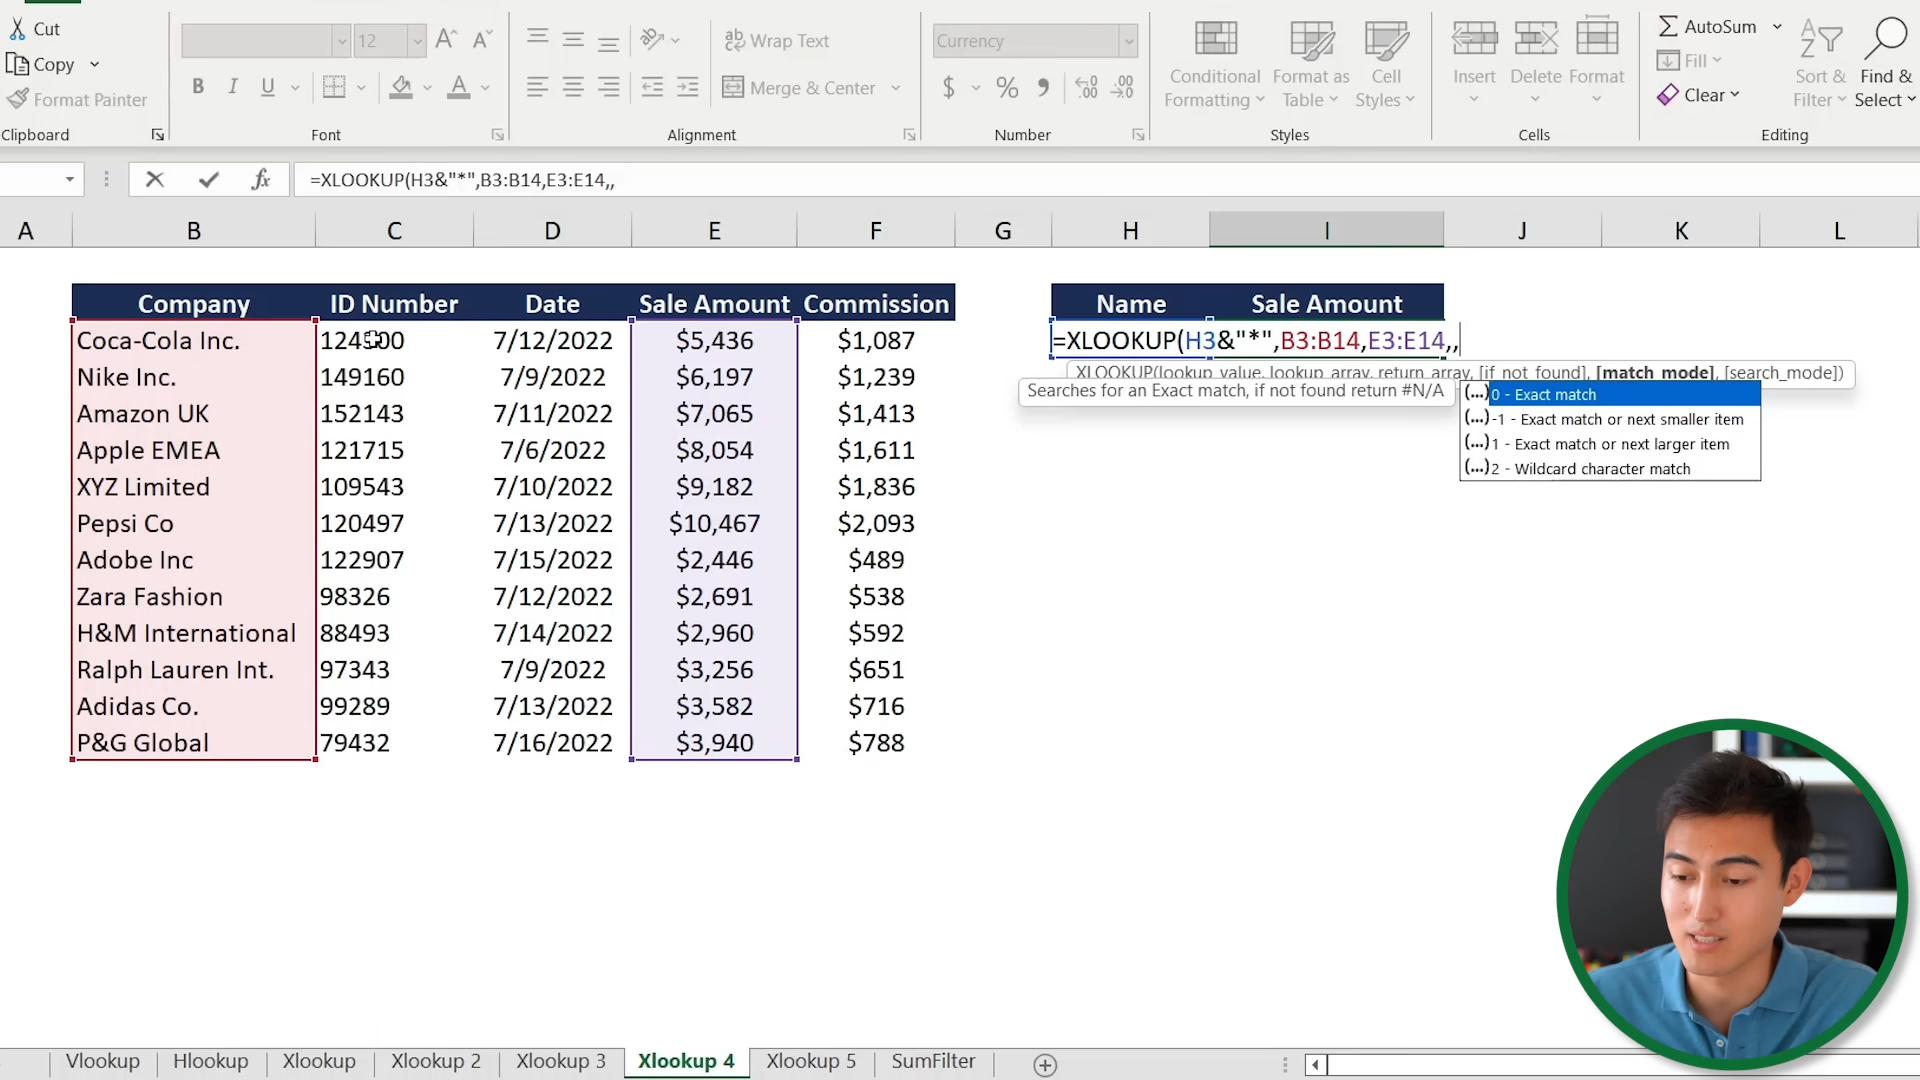 Cut
Copy
Format Painter
Clipboard
12
A A
B I U A
Font
ab Wrap Text
Merge & Center
Alignment
Currency
$ % 
Number
Conditional Formatting
Format as Table
Cell Styles
Styles
Insert
Delete
Format
Cells
AutoSum
Fill
Clear
Sort & Filter
Find & Select
Editing
fx =XLOOKUP(H3&"*",B3:B14,E3:E14,,
A B C D E F G H I J K L
Company ID Number Date Sale Amount Commission
Coca-Cola Inc. 7/12/2022 $5,436 $1,087
Nike Inc. 149160 7/9/2022 $6,197 $1,239
Amazon UK 152143 7/11/2022 $7,065 $1,413
Apple EMEA 121715 7/6/2022 $8,054 $1,611
XYZ Limited 109543 7/10/2022 $9,182 $1,836
Pepsi Co 120497 7/13/2022 $10,467 $2,093
Adobe Inc 122907 7/15/2022 $2,446 $489
Zara Fashion 98326 7/12/2022 $2,691 $538
H&M International 88493 7/14/2022 $2,960 $592
Ralph Lauren Int. 97343 7/9/2022 $3,256 $651
Adidas Co. 99289 7/13/2022 $3,582 $716
P&G Global 79432 7/16/2022 $3,940 $788
Name Sale Amount
=XLOOKUP(H3&"*",B3:B14,E3:E14,,
XLOOKUP(lookup_value, lookup_array, return_array, [if_not_found], [match_mode], [search_mode])
Searches for an Exact match, if not found return #N/A
(...) 0 - Exact match
(...) -1 - Exact match or next smaller item
(...) 1 - Exact match or next larger item
(...) 2 - Wildcard character match
Vlookup Hlookup Xlookup Xlookup 2 Xlookup 3 Xlookup 4 Xlookup 5 SumFilter